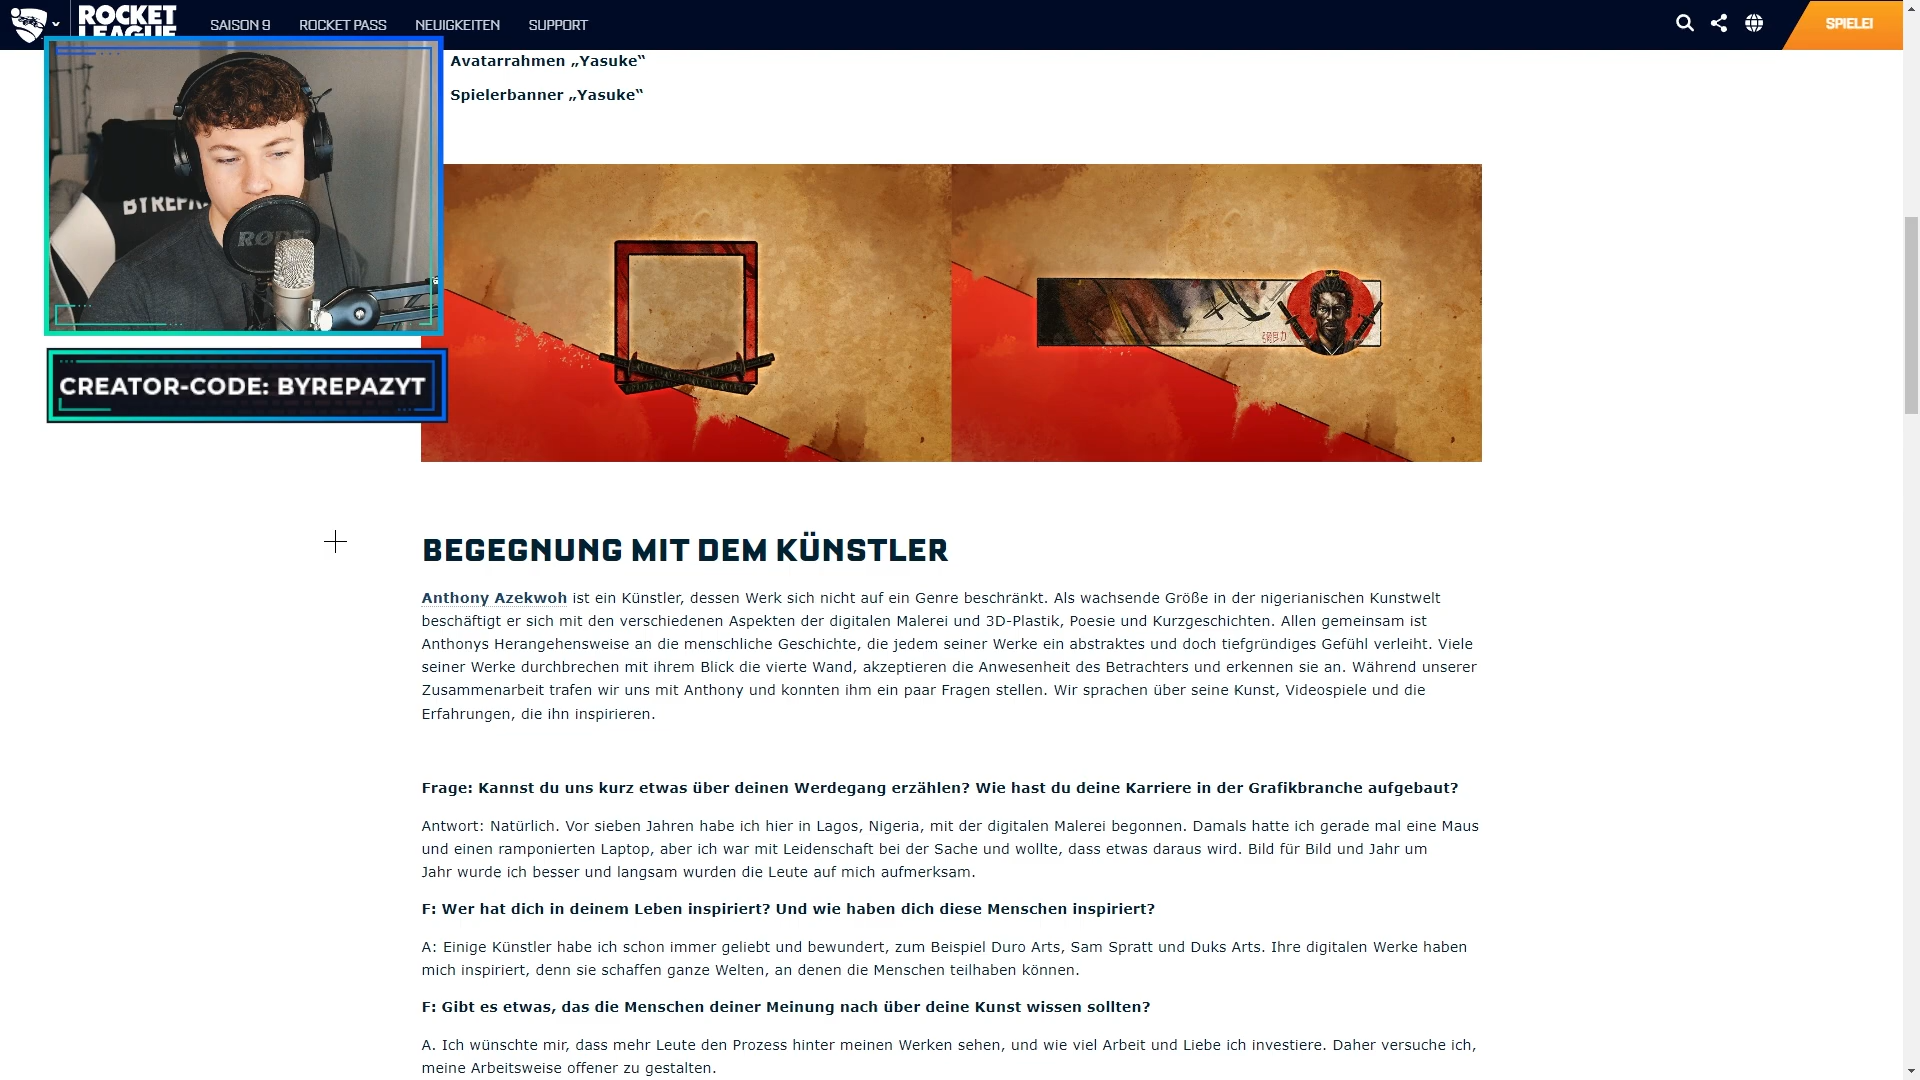 ROCKET
LEAGUE
SAISON 9
ROCKET PASS
NEUIGKEITEN
SUPPORT
SPIELE!
Avatarrahmen „Yasuke“
Spielerbanner „Yasuke“
RØDE
CREATOR-CODE: BYREPAZYT
BEGEGNUNG MIT DEM KÜNSTLER
Anthony Azekwoh ist ein Künstler, dessen Werk sich nicht auf ein Genre beschränkt. Als wachsende Größe in der nigerianischen Kunstwelt
beschäftigt er sich mit den verschiedenen Aspekten der digitalen Malerei und 3D-Plastik, Poesie und Kurzgeschichten. Allen gemeinsam ist
Anthonys Herangehensweise an die menschliche Geschichte, die jedem seiner Werke ein abstraktes und doch tiefgründiges Gefühl verleiht. Viele
seiner Werke durchbrechen mit ihrem Blick die vierte Wand, akzeptieren die Anwesenheit des Betrachters und erkennen sie an. Während unserer
Zusammenarbeit trafen wir uns mit Anthony und konnten ihm ein paar Fragen stellen. Wir sprachen über seine Kunst, Videospiele und die
Erfahrungen, die ihn inspirieren.
Frage: Kannst du uns kurz etwas über deinen Werdegang erzählen? Wie hast du deine Karriere in der Grafikbranche aufgebaut?
Antwort: Natürlich. Vor sieben Jahren habe ich hier in Lagos, Nigeria, mit der digitalen Malerei begonnen. Damals hatte ich gerade mal eine Maus
und einen ramponierten Laptop, aber ich war mit Leidenschaft bei der Sache und wollte, dass etwas daraus wird. Bild für Bild und Jahr um
Jahr wurde ich besser und langsam wurden die Leute auf mich aufmerksam.
F: Wer hat dich in deinem Leben inspiriert? Und wie haben dich diese Menschen inspiriert?
A: Einige Künstler habe ich schon immer geliebt und bewundert, zum Beispiel Duro Arts, Sam Spratt und Duks Arts. Ihre digitalen Werke haben
mich inspiriert, denn sie schaffen ganze Welten, an denen die Menschen teilhaben können.
F: Gibt es etwas, das die Menschen deiner Meinung nach über deine Kunst wissen sollten?
A. Ich wünschte mir, dass mehr Leute den Prozess hinter meinen Werken sehen, und wie viel Arbeit und Liebe ich investiere. Daher versuche ich,
meine Arbeitsweise offener zu gestalten.